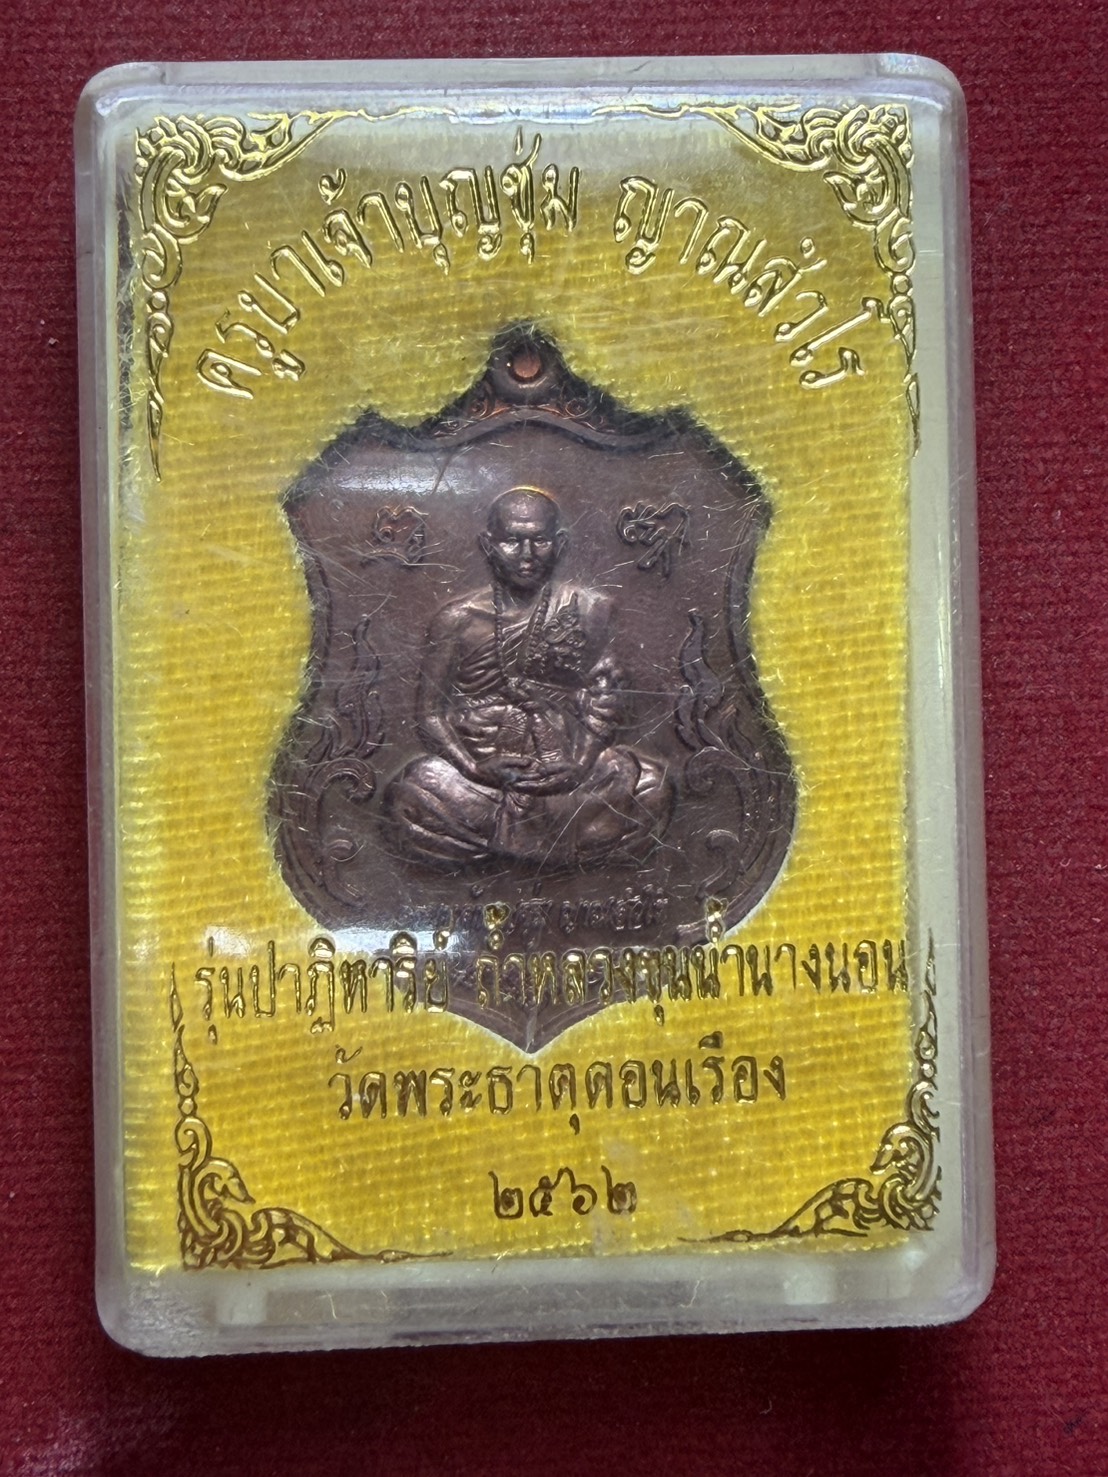 ครูบาเจ้าบุญชุ่ม ญาณสํวโร
รุ่นปาฏิหาริย์ ถ้ำหลวงขุนน้ำนางนอน
วัดพระธาตุดอนเรือง
๒๕๖๒